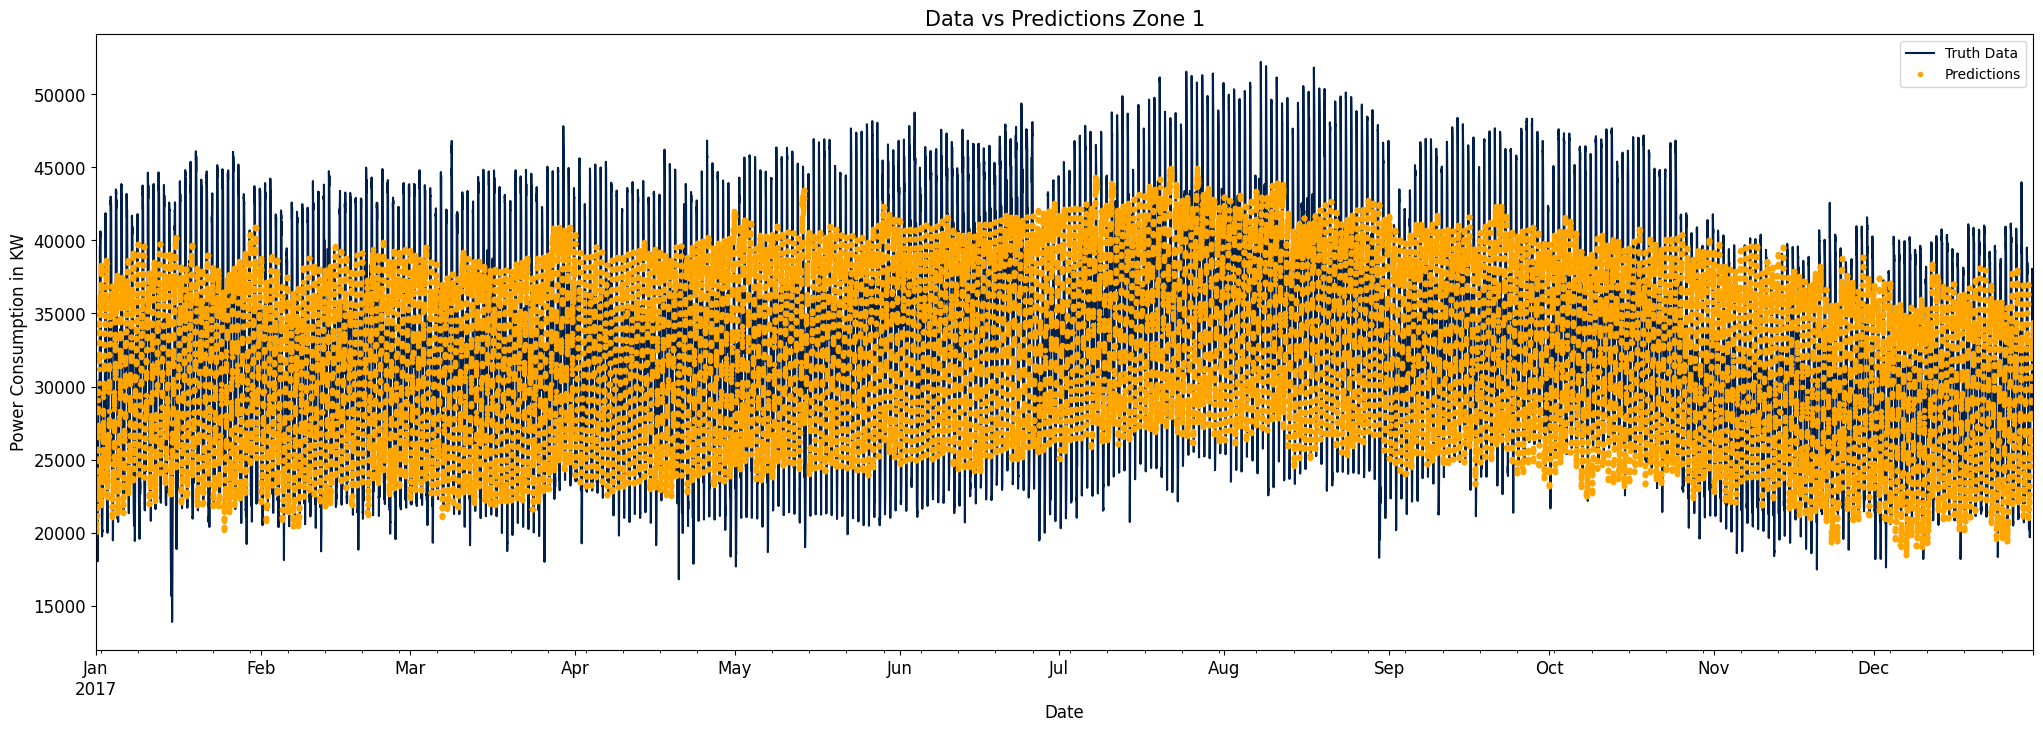 Data vs Predictions Zone 1
Truth Data
Predictions
Power Consumption in KW
50000
45000
40000
35000
30000
25000
20000
15000
Jan Feb Mar Apr May Jun Jul Aug Sep Oct Nov Dec
2017
Date